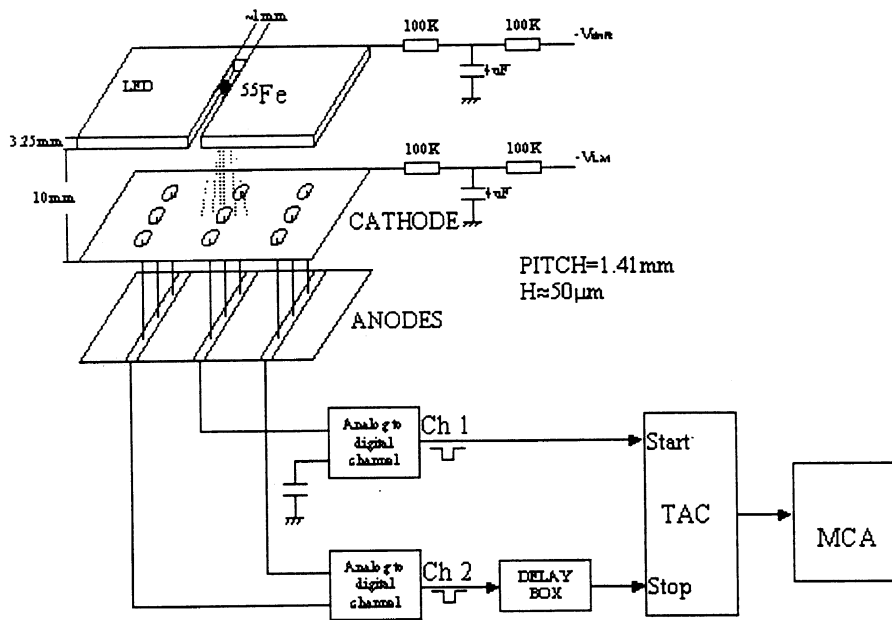 ~1mm
100K
100K
LED
55Fe
3.25mm
100K
100K
10mm
CATHODE
PITCH=1.41mm
H≈50µm
ANODES
Analog to
digital
channel
Ch 1
Start
TAC
MCA
Analog to
digital
channel
Ch 2
DELAY
BOX
Stop